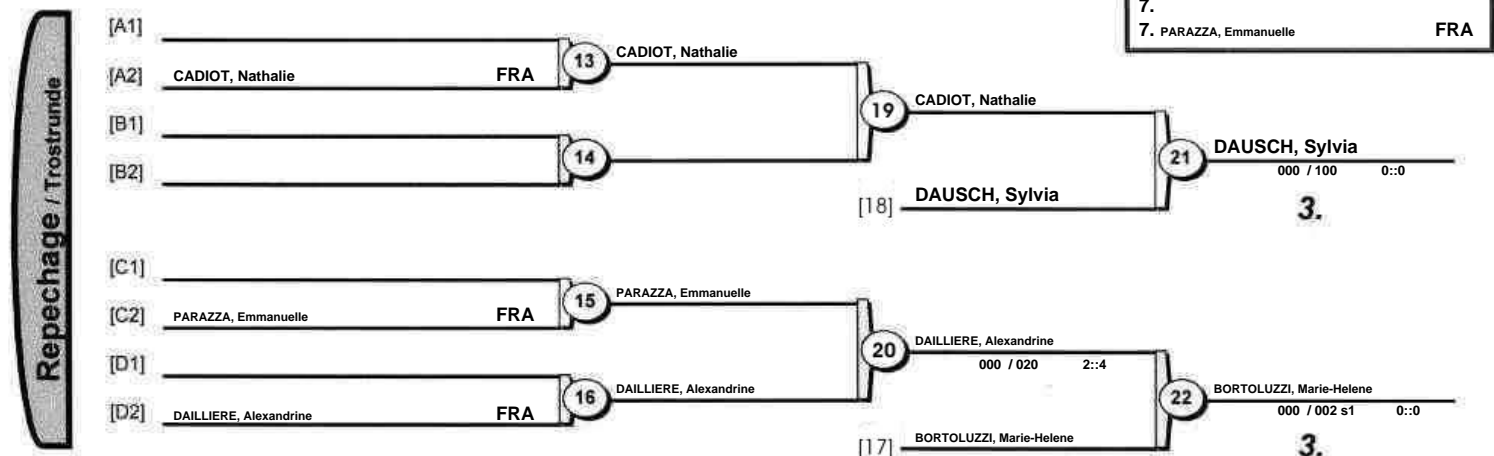 7.
7. PARAZZA, Emmanuelle FRA
Repechage / Trostrunde
[A1]
[A2] CADIOT, Nathalie FRA
13 CADIOT, Nathalie
[B1]
[B2]
14
19 CADIOT, Nathalie
[18] DAUSCH, Sylvia
21 DAUSCH, Sylvia
000 / 100 0::0
3.
[C1]
[C2] PARAZZA, Emmanuelle FRA
15 PARAZZA, Emmanuelle
[D1]
[D2] DAILLIERE, Alexandrine FRA
16 DAILLIERE, Alexandrine
20 DAILLIERE, Alexandrine
000 / 020 2::4
[17] BORTOLUZZI, Marie-Helene
22 BORTOLUZZI, Marie-Helene
000 / 002 s1 0::0
3.